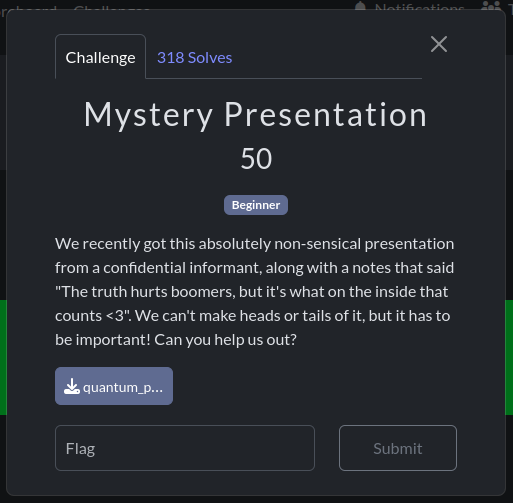 Challenges
Notifications
Challenge
318 Solves
Mystery Presentation
50
Beginner
We recently got this absolutely non-sensical presentation
from a confidential informant, along with a notes that said
"The truth hurts boomers, but it's what on the inside that
counts <3". We can't make heads or tails of it, but it has to
be important! Can you help us out?
quantum_p...
Flag
Submit